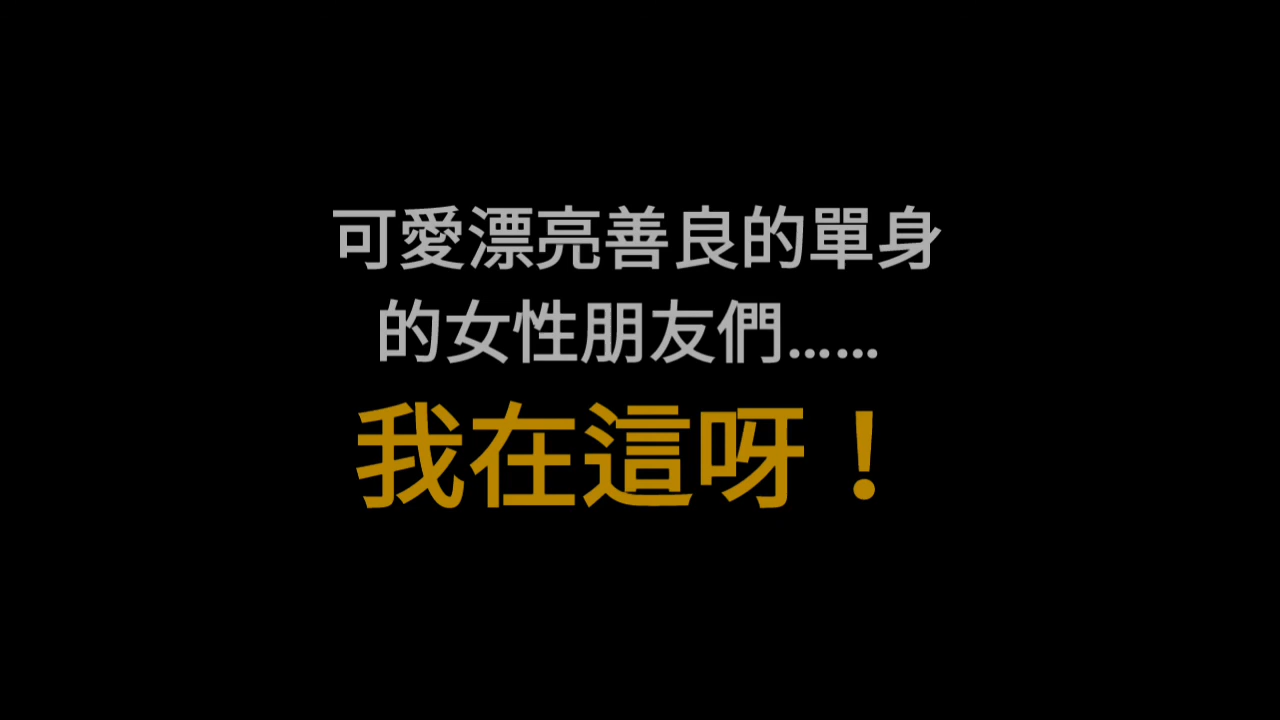 可愛漂亮善良的單身
的女性朋友們……
我在這呀！